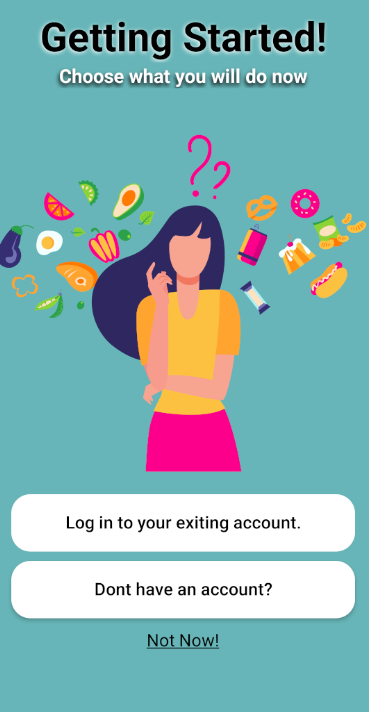 Getting Started!
Choose what you will do now
??
Log in to your exiting account.
Dont have an account?
Not Now!